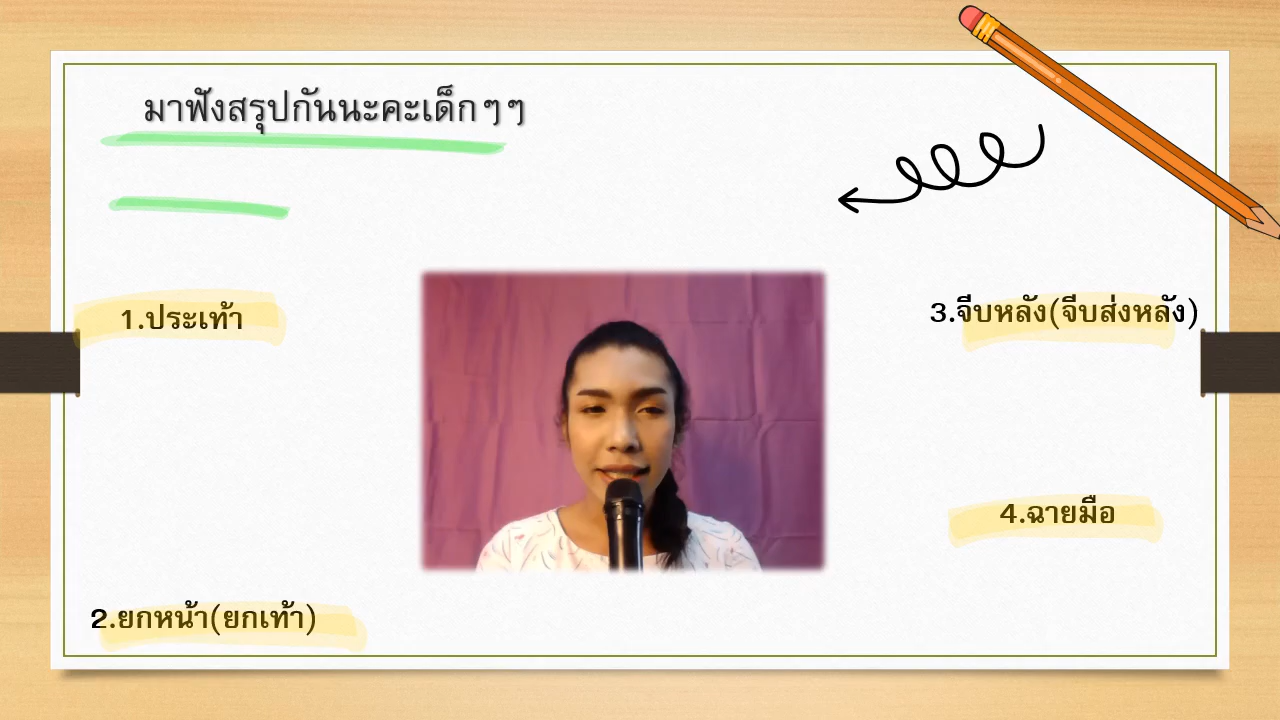 มาฟังสรุปกันนะคะเด็กๆๆ
1.ประเท้า
2.ยกหน้า(ยกเท้า)
3.จีบหลัง(จีบส่งหลัง)
4.ฉายมือ